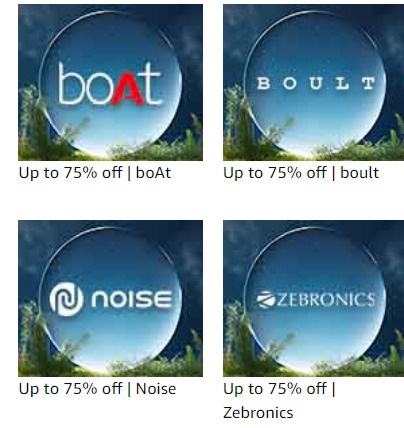 boAt
BOULT
Up to 75% off | boAt
Up to 75% off | boult
noise
ZEBRONICS
Up to 75% off | Noise
Up to 75% off |
Zebronics